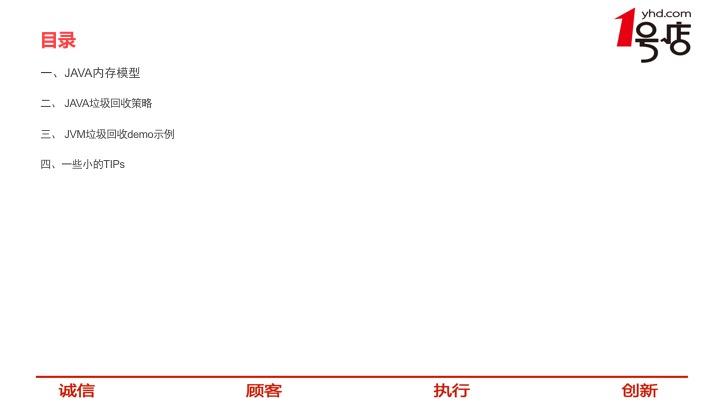 yhd.com
1号店
目录
一、JAVA内存模型
二、 JAVA垃圾回收策略
三、 JVM垃圾回收demo示例
四、一些小的TIPs
诚信 顾客 执行 创新